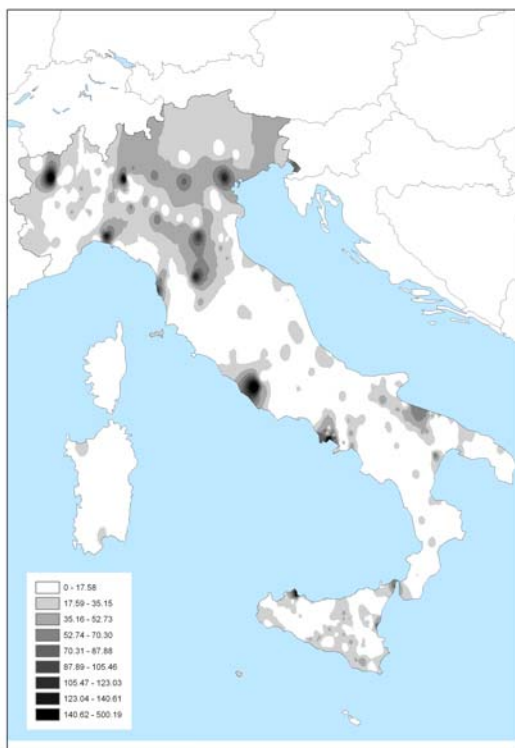 0 - 17.58
17.59 - 35.15
35.16 - 52.73
52.74 - 70.30
70.31 - 87.88
87.89 - 105.46
105.47 - 123.03
123.04 - 140.61
140.62 - 500.19